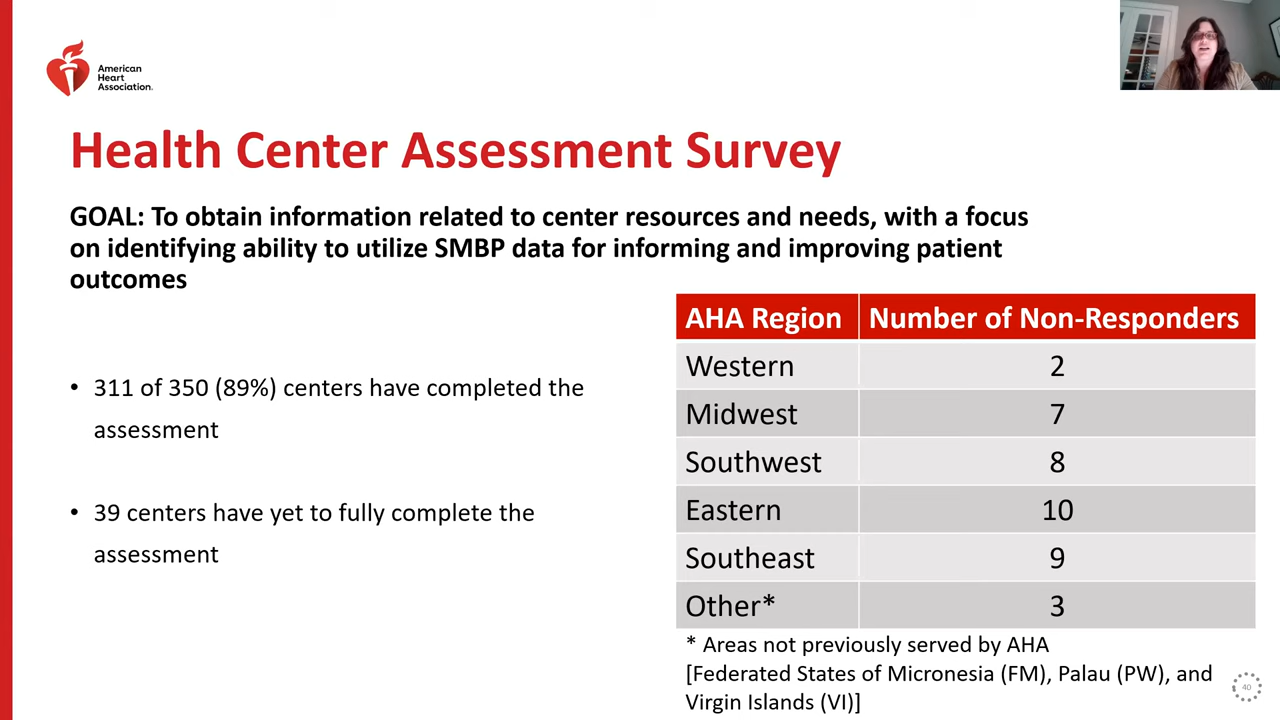 American
Heart
Association.
Health Center Assessment Survey
GOAL: To obtain information related to center resources and needs, with a focus
on identifying ability to utilize SMBP data for informing and improving patient
outcomes
• 311 of 350 (89%) centers have completed the
assessment
• 39 centers have yet to fully complete the
assessment
AHA Region Number of Non-Responders
Western 2
Midwest 7
Southwest 8
Eastern 10
Southeast 9
Other* 3
* Areas not previously served by AHA
[Federated States of Micronesia (FM), Palau (PW), and
Virgin Islands (VI)]
40